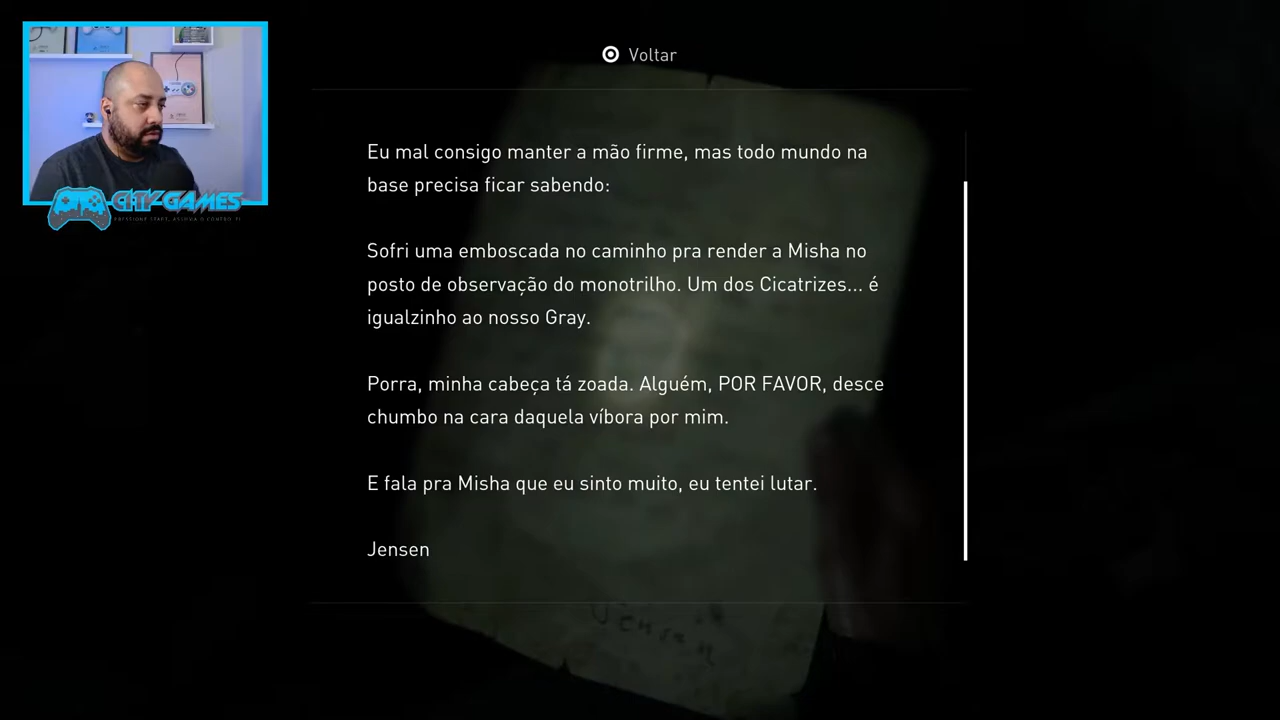 Voltar
CITY GAMES
Eu mal consigo manter a mão firme, mas todo mundo na
base precisa ficar sabendo:
Sofri uma emboscada no caminho pra render a Misha no
posto de observação do monotrilho. Um dos Cicatrizes... é
igualzinho ao nosso Gray.
Porra, minha cabeça tá zoada. Alguém, POR FAVOR, desce
chumbo na cara daquela víbora por mim.
E fala pra Misha que eu sinto muito, eu tentei lutar.
Jensen
Jensen